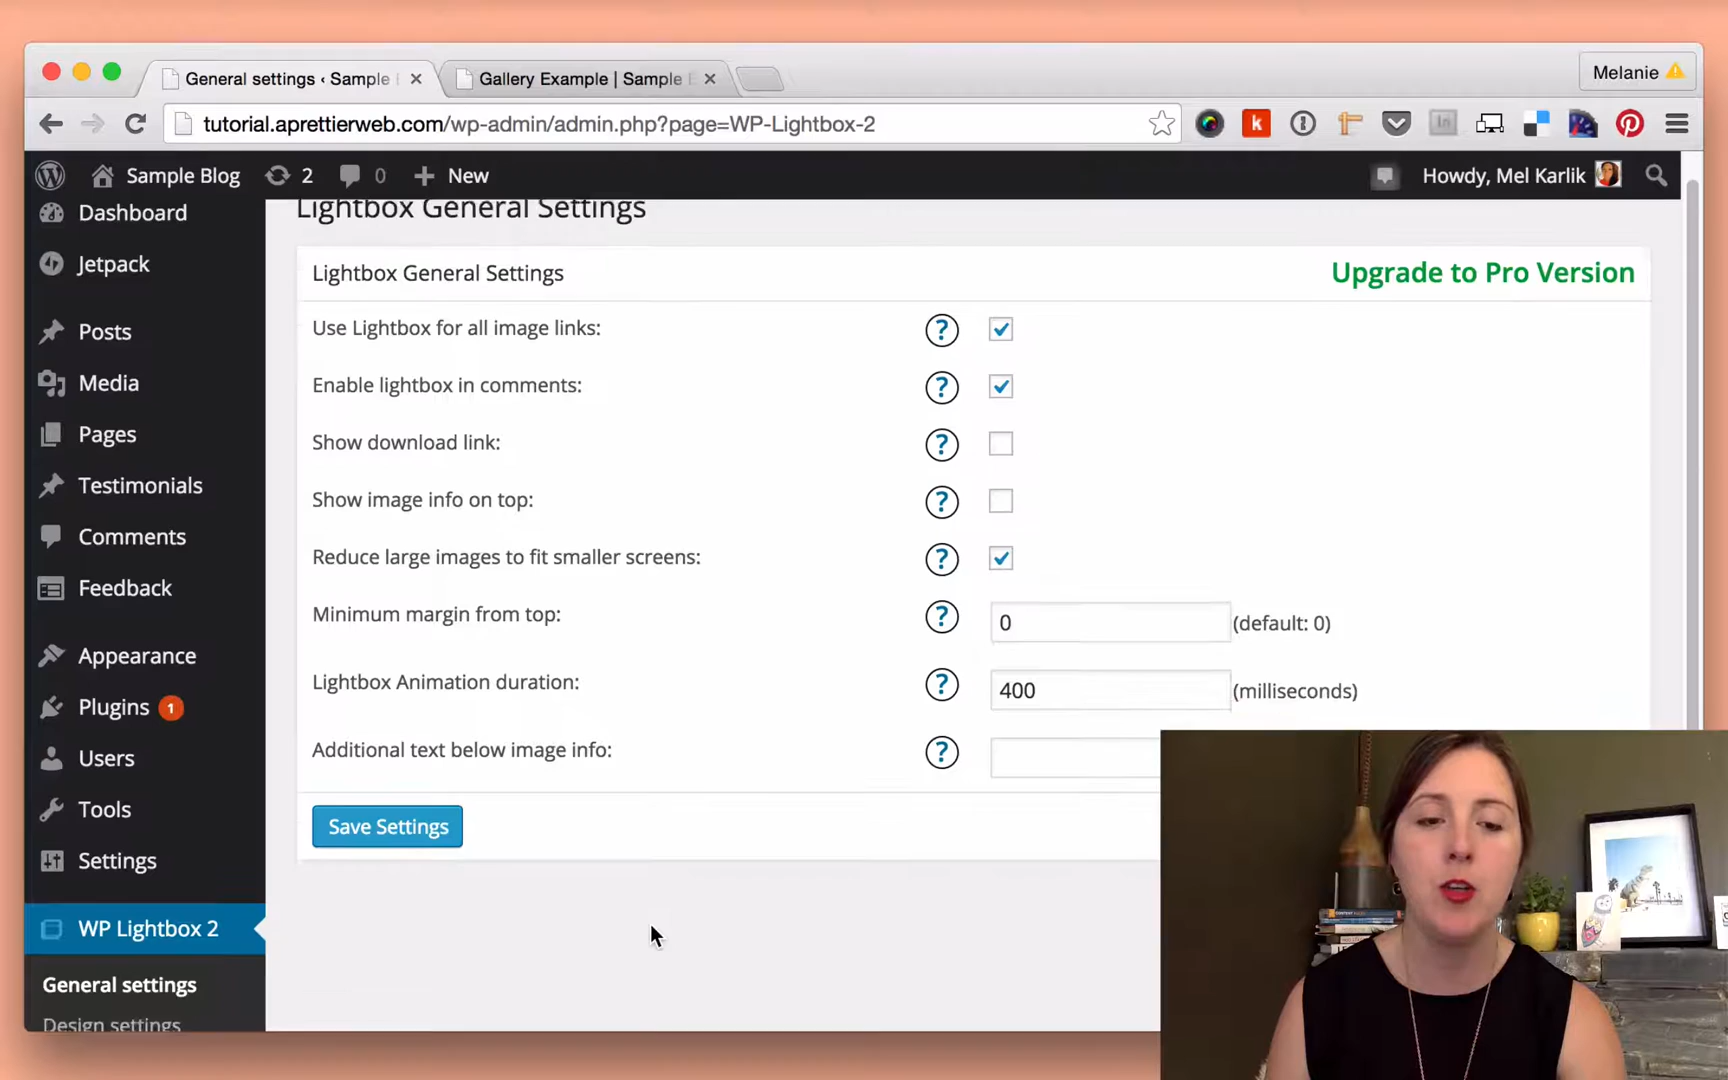 General settings ‹ Sample
Gallery Example | Sample
Melanie
tutorial.aprettierweb.com/wp-admin/admin.php?page=WP-Lightbox-2
Sample Blog
2
0
New
Howdy, Mel Karlik
Dashboard
Jetpack
Posts
Media
Pages
Testimonials
Comments
Feedback
Appearance
Plugins 1
Users
Tools
Settings
WP Lightbox 2
General settings
Design settings
Lightbox General Settings
Lightbox General Settings
Upgrade to Pro Version
Use Lightbox for all image links: ?
Enable lightbox in comments: ?
Show download link: ?
Show image info on top: ?
Reduce large images to fit smaller screens: ?
Minimum margin from top: ? 0 (default: 0)
Lightbox Animation duration: ? 400 (milliseconds)
Additional text below image info: ?
Save Settings